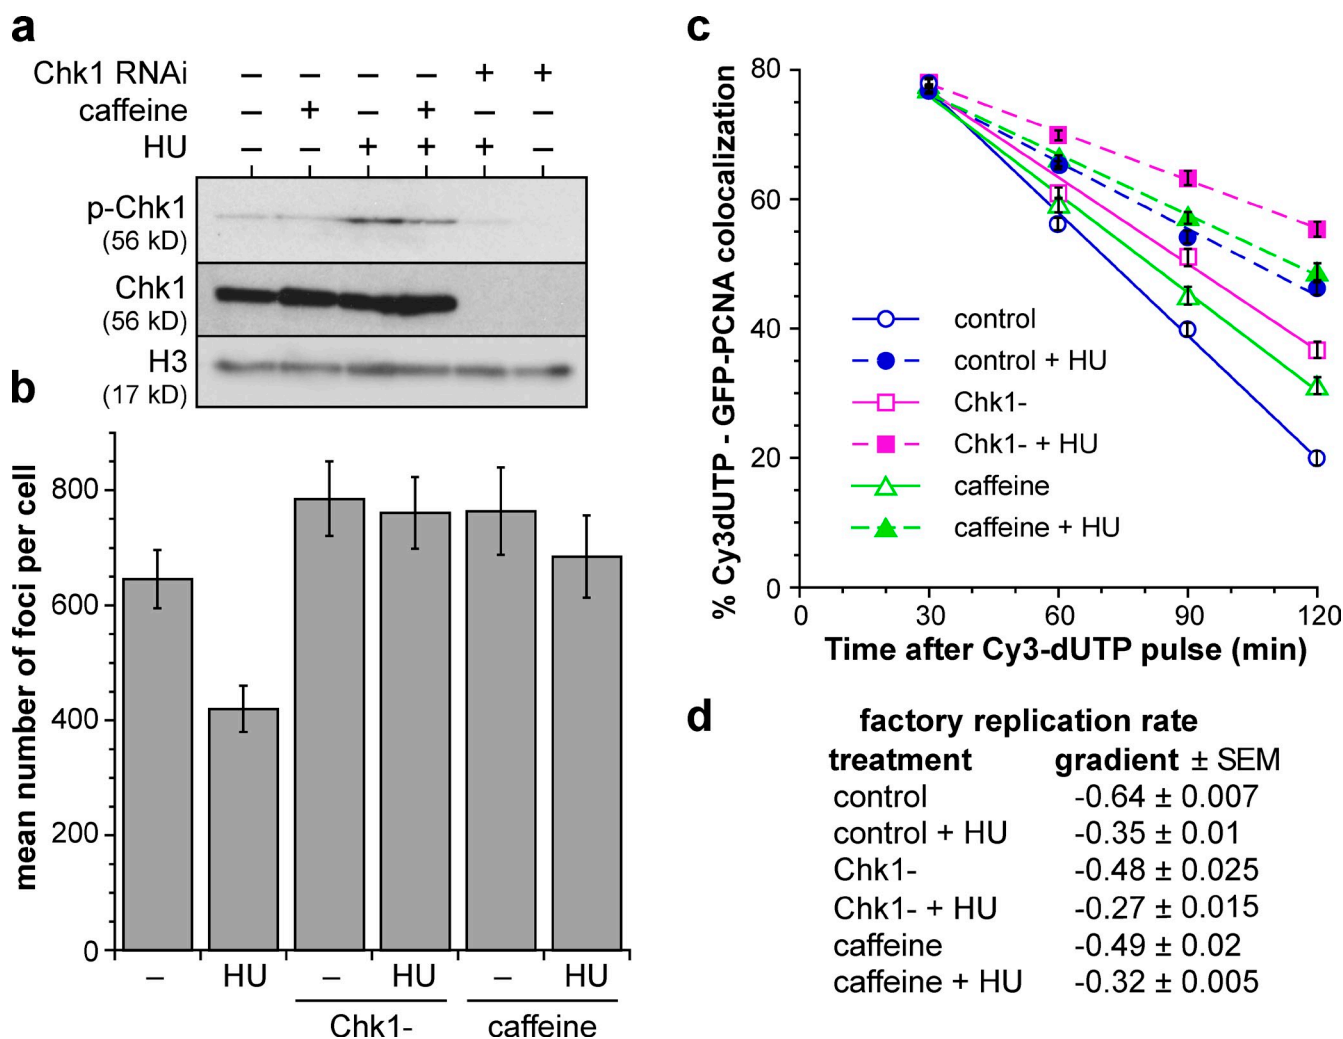 a
Chk1 RNAi – – – – + +
caffeine – + – + – –
HU – – + + + –
p-Chk1
(56 kD)
Chk1
(56 kD)
H3
(17 kD)
b
mean number of foci per cell
800
600
400
200
0
– HU – HU – HU
Chk1- caffeine
c
% Cy3dUTP - GFP-PCNA colocalization
80
60
40
20
0
control
control + HU
Chk1-
Chk1- + HU
caffeine
caffeine + HU
0 30 60 90 120
Time after Cy3-dUTP pulse (min)
d
factory replication rate
treatment gradient ± SEM
control -0.64 ± 0.007
control + HU -0.35 ± 0.01
Chk1- -0.48 ± 0.025
Chk1- + HU -0.27 ± 0.015
caffeine -0.49 ± 0.02
caffeine + HU -0.32 ± 0.005